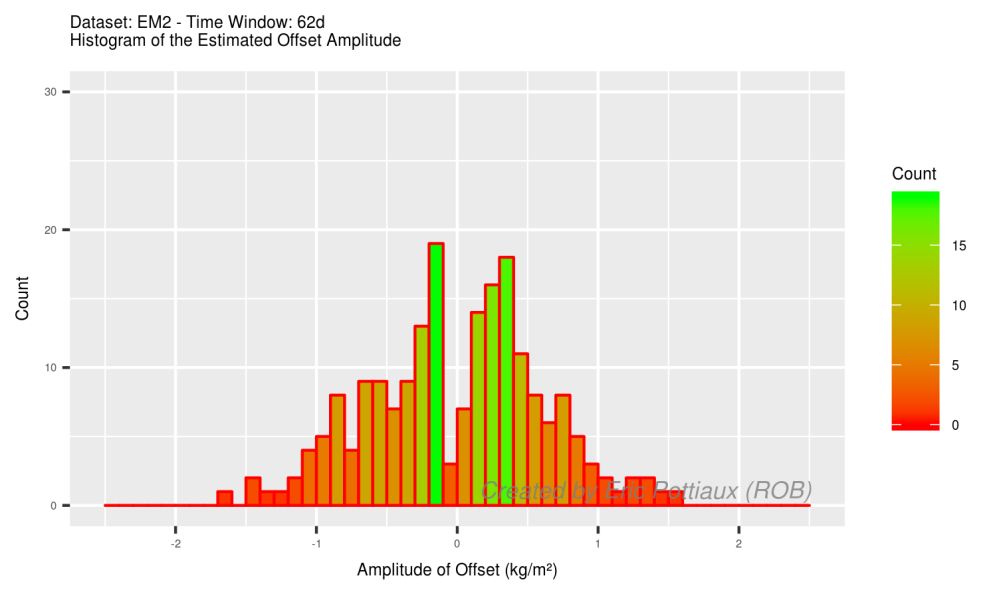 Dataset: EM2 - Time Window: 62d
Histogram of the Estimated Offset Amplitude
30
20
10
0
Count
-2
-1
0
1
2
Amplitude of Offset (kg/m²)
Created by Eric Pottiaux (ROB)
Count
15
10
5
0